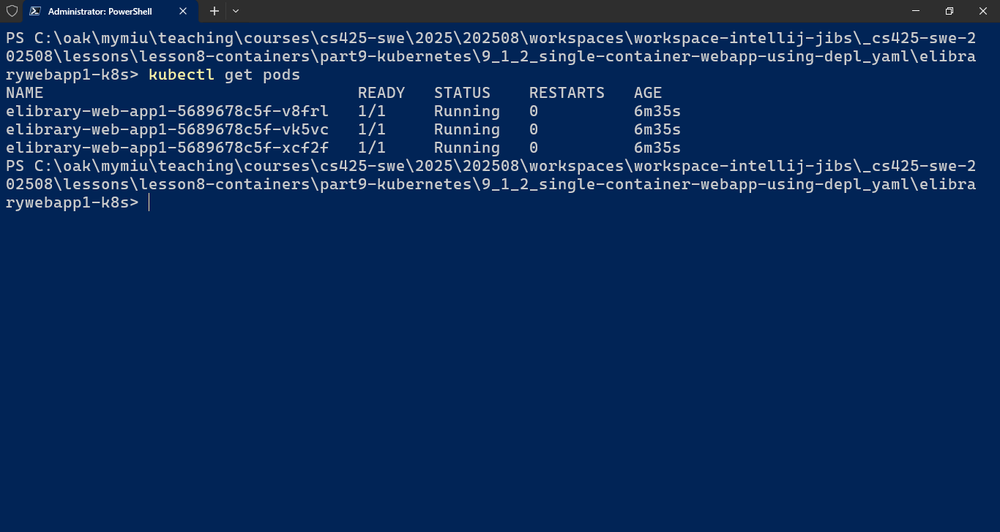 Administrator: PowerShell
PS C:\oak\mymiu\teaching\courses\cs425-swe\2025\202508\workspaces\workspace-intellij-jibs\_cs425-swe-2
02508\lessons\lesson8-containers\part9-kubernetes\9_1_2_single-container-webapp-using-depl_yaml\elibra
rywebapp1-k8s> kubectl get pods
NAME READY STATUS RESTARTS AGE
elibrary-web-app1-5689678c5f-v8frl 1/1 Running 0 6m35s
elibrary-web-app1-5689678c5f-vk5vc 1/1 Running 0 6m35s
elibrary-web-app1-5689678c5f-xcf2f 1/1 Running 0 6m35s
PS C:\oak\mymiu\teaching\courses\cs425-swe\2025\202508\workspaces\workspace-intellij-jibs\_cs425-swe-2
02508\lessons\lesson8-containers\part9-kubernetes\9_1_2_single-container-webapp-using-depl_yaml\elibra
rywebapp1-k8s>